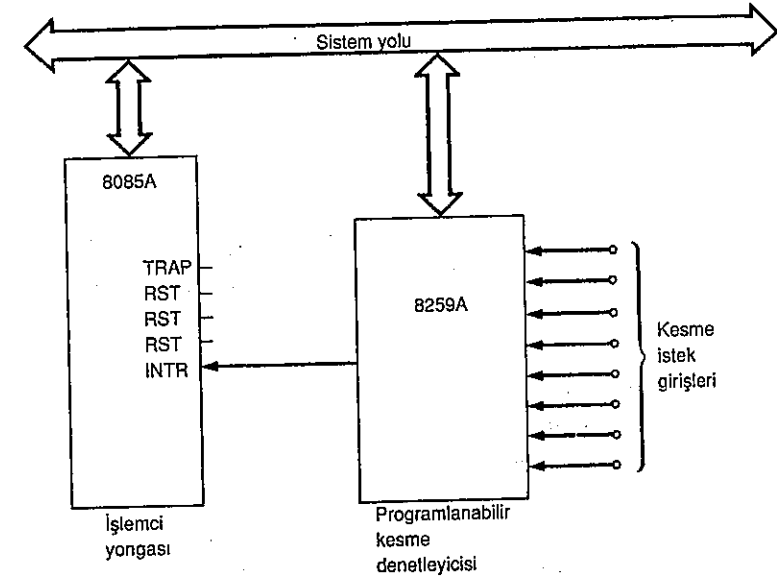 Sistem yolu
8085A
TRAP
RST
RST
RST
INTR
İşlemci
yongası
8259A
Programlanabilir
kesme
denetleyicisi
Kesme
istek
girişleri